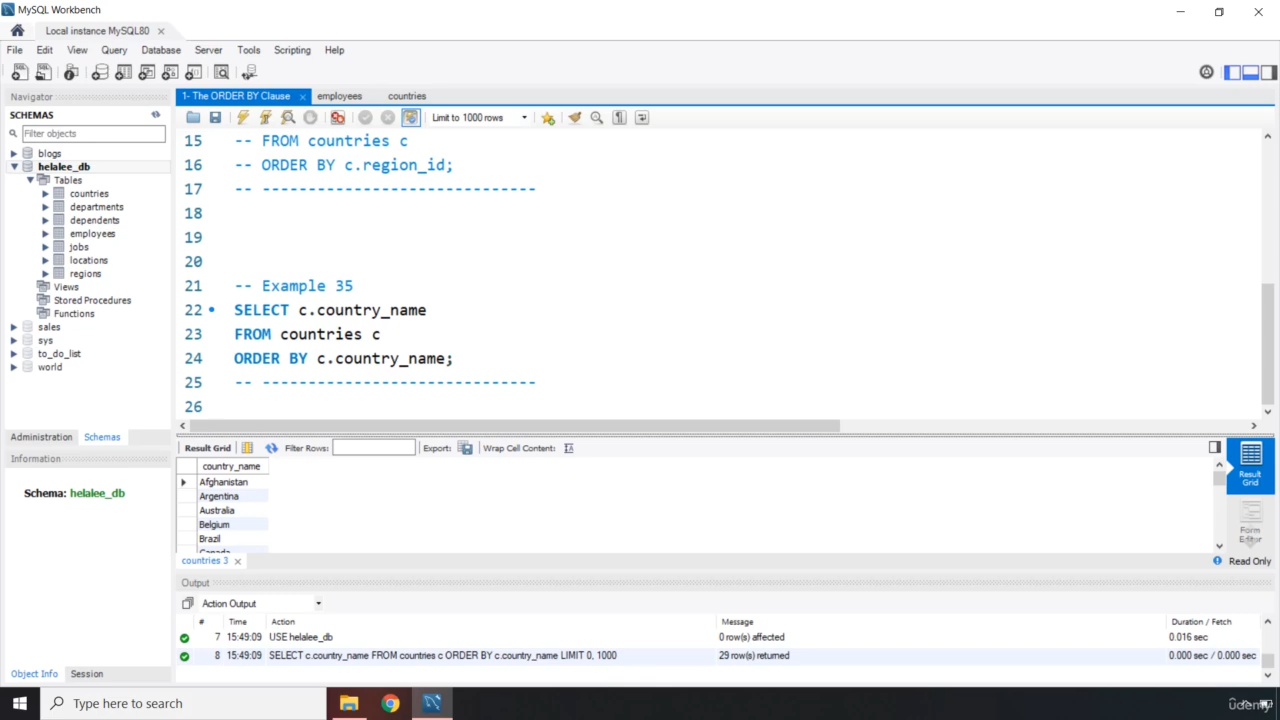 MySQL Workbench
Local instance MySQL80
File Edit View Query Database Server Tools Scripting Help
Navigator
SCHEMAS
Filter objects
blogs
helalee_db
Tables
countries
departments
dependents
employees
jobs
locations
regions
Views
Stored Procedures
Functions
sales
sys
to_do_list
world
Administration Schemas
Information
Schema: helalee_db
Object Info Session
1- The ORDER BY Clause employees countries
Limit to 1000 rows
15 -- FROM countries c
16 -- ORDER BY c.region_id;
17 -- ------------------------------
18
19
20
21 -- Example 35
22 SELECT c.country_name
23 FROM countries c
24 ORDER BY c.country_name;
25 -- ------------------------------
26
Result Grid Filter Rows: Export: Wrap Cell Content:
country_name
Afghanistan
Argentina
Australia
Belgium
Brazil
Canada
Result Grid
Form Editor
countries 3
Read Only
Output
Action Output
# Time Action Message Duration / Fetch
7 15:49:09 USE helalee_db 0 row(s) affected 0.016 sec
8 15:49:09 SELECT c.country_name FROM countries c ORDER BY c.country_name LIMIT 0, 1000 29 row(s) returned 0.000 sec / 0.000 sec
Type here to search
udemy